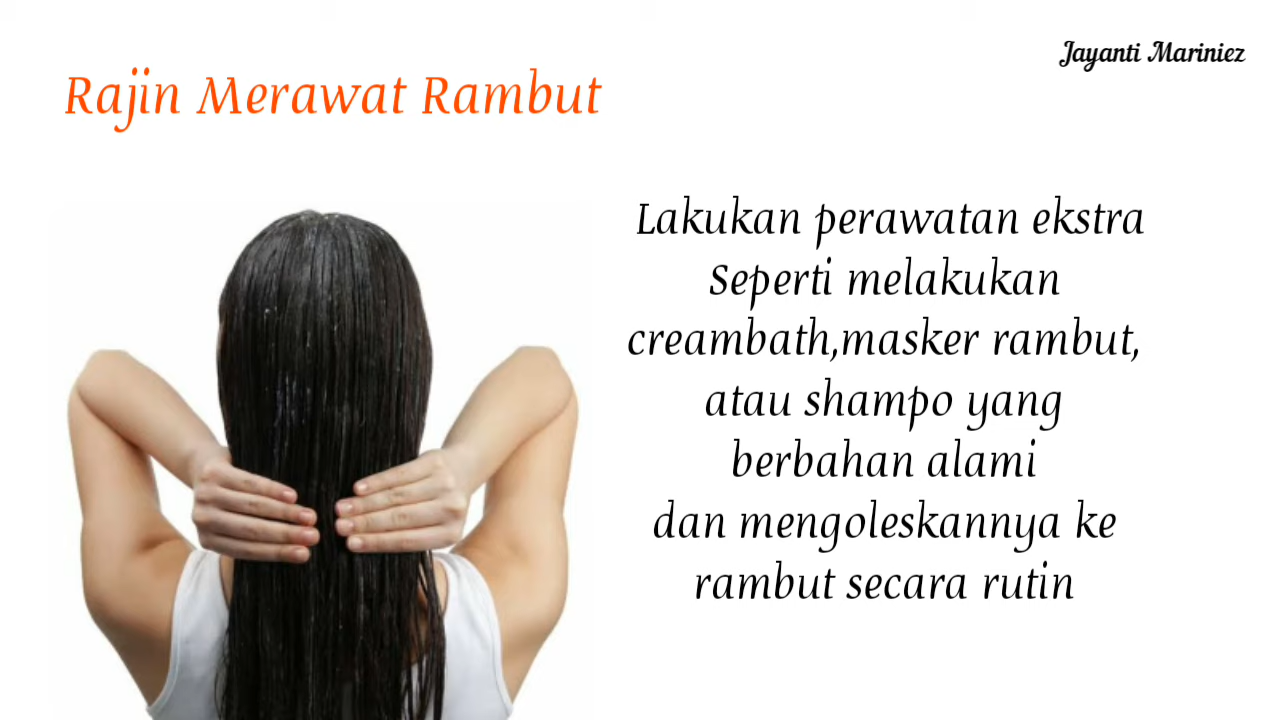 Jayanti Mariniez
Rajin Merawat Rambut
Lakukan perawatan ekstra
Seperti melakukan
creambath,masker rambut,
atau shampo yang
berbahan alami
dan mengoleskannya ke
rambut secara rutin